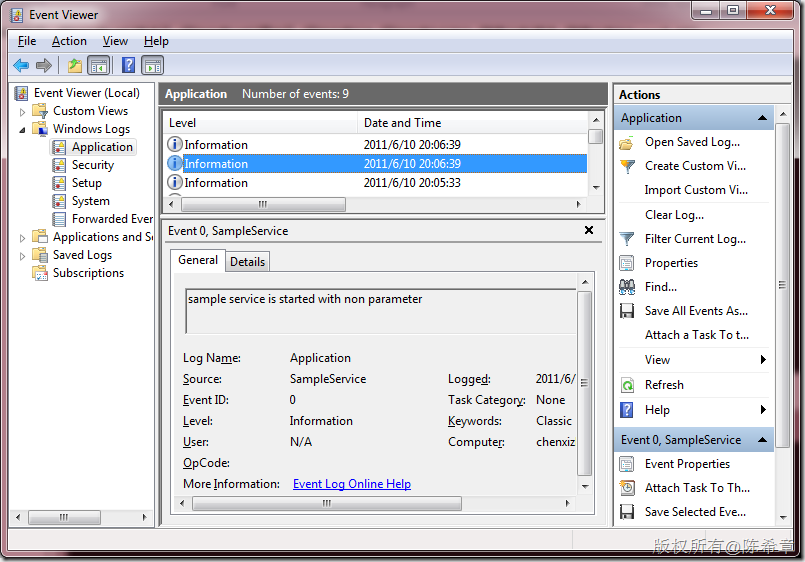 Event Viewer
File Action View Help
Event Viewer (Local)
Custom Views
Windows Logs
Application
Security
Setup
System
Forwarded Ever
Applications and Se
Saved Logs
Subscriptions
Application Number of events: 9
Level Date and Time
Information 2011/6/10 20:06:39
Information 2011/6/10 20:06:39
Information 2011/6/10 20:05:33
Event 0, SampleService
General Details
sample service is started with non parameter
Log Name: Application
Source: SampleService Logged: 2011/6/
Event ID: 0 Task Category: None
Level: Information Keywords: Classic
User: N/A Computer: chenxiz
OpCode:
More Information: Event Log Online Help
Actions
Application
Open Saved Log...
Create Custom Vi...
Import Custom Vi...
Clear Log...
Filter Current Log...
Properties
Find...
Save All Events As...
Attach a Task To t...
View
Refresh
Help
Event 0, SampleService
Event Properties
Attach Task To Th...
Save Selected Eve...
版权所有@陈希章